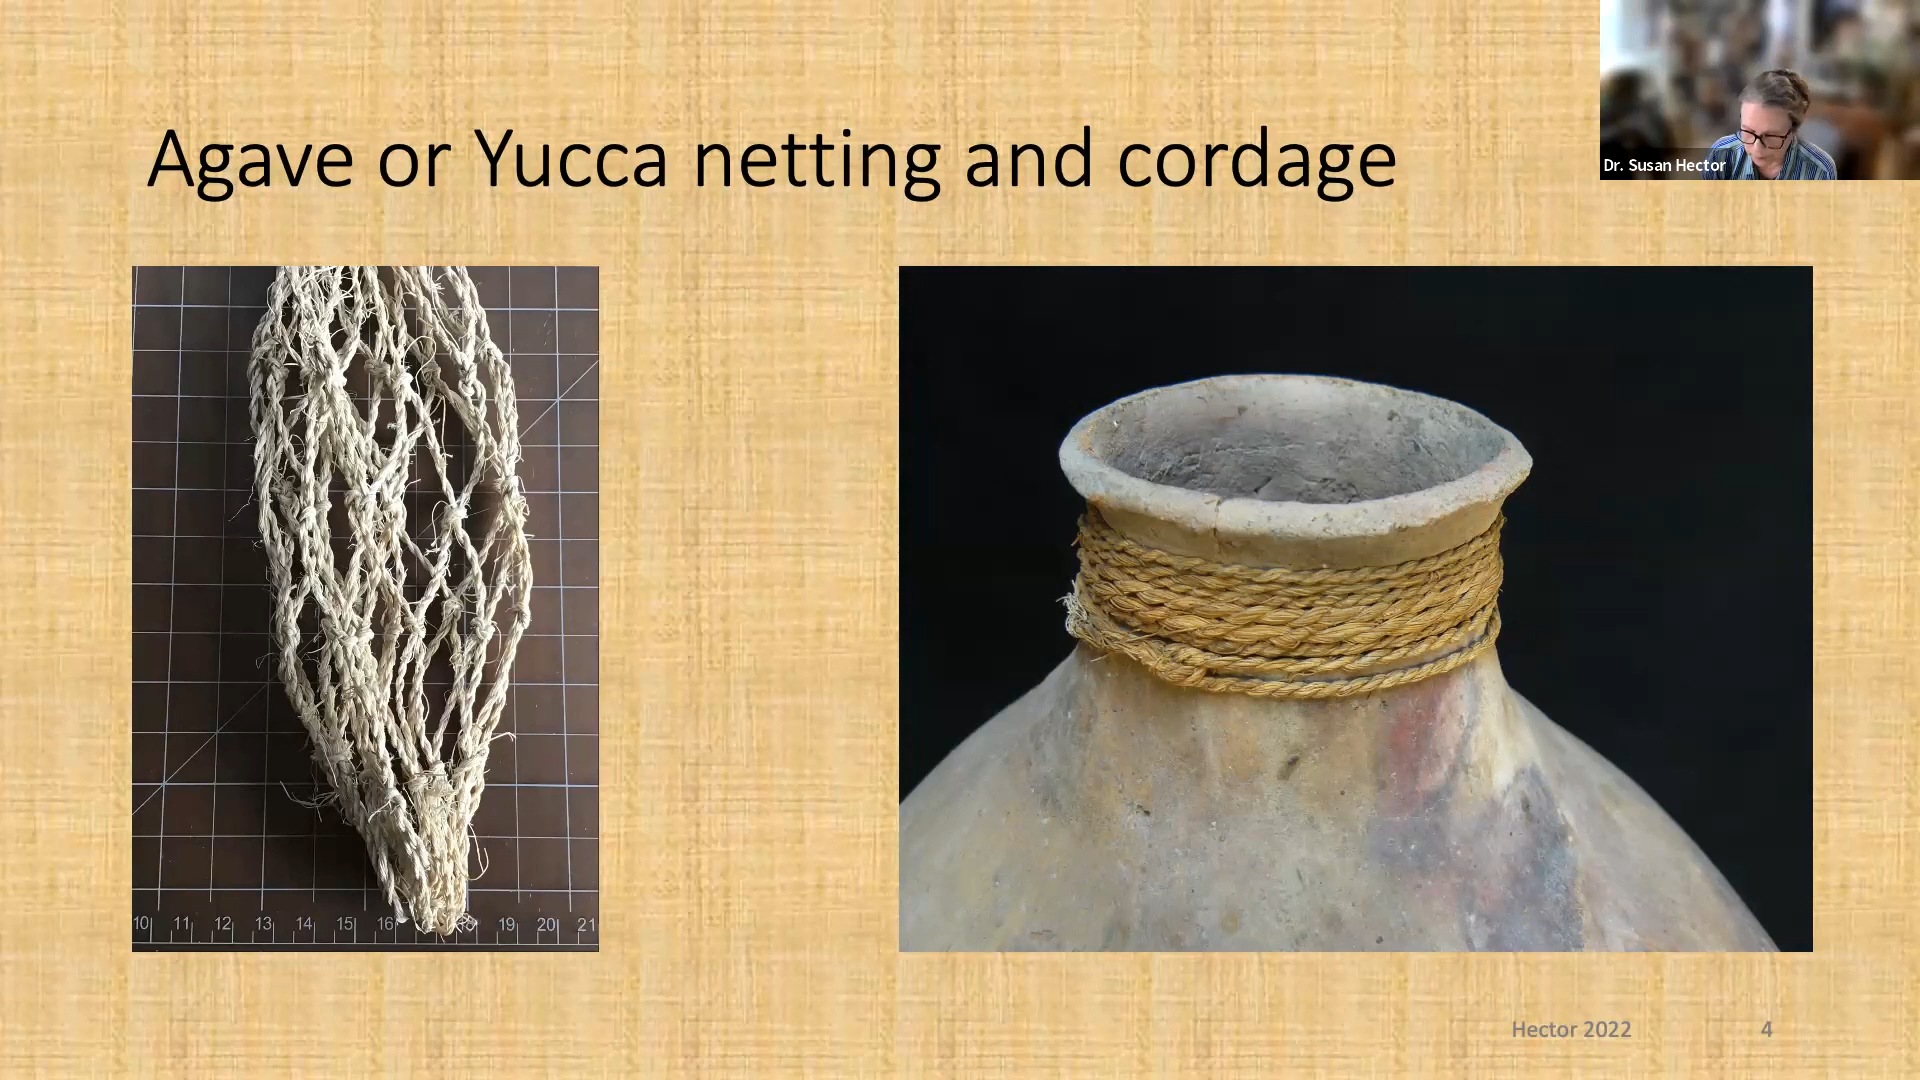 Agave or Yucca netting and cordage
Dr. Susan Hector
10 11 12 13 14 15 16 17 18 19 20 21
Hector 2022
4